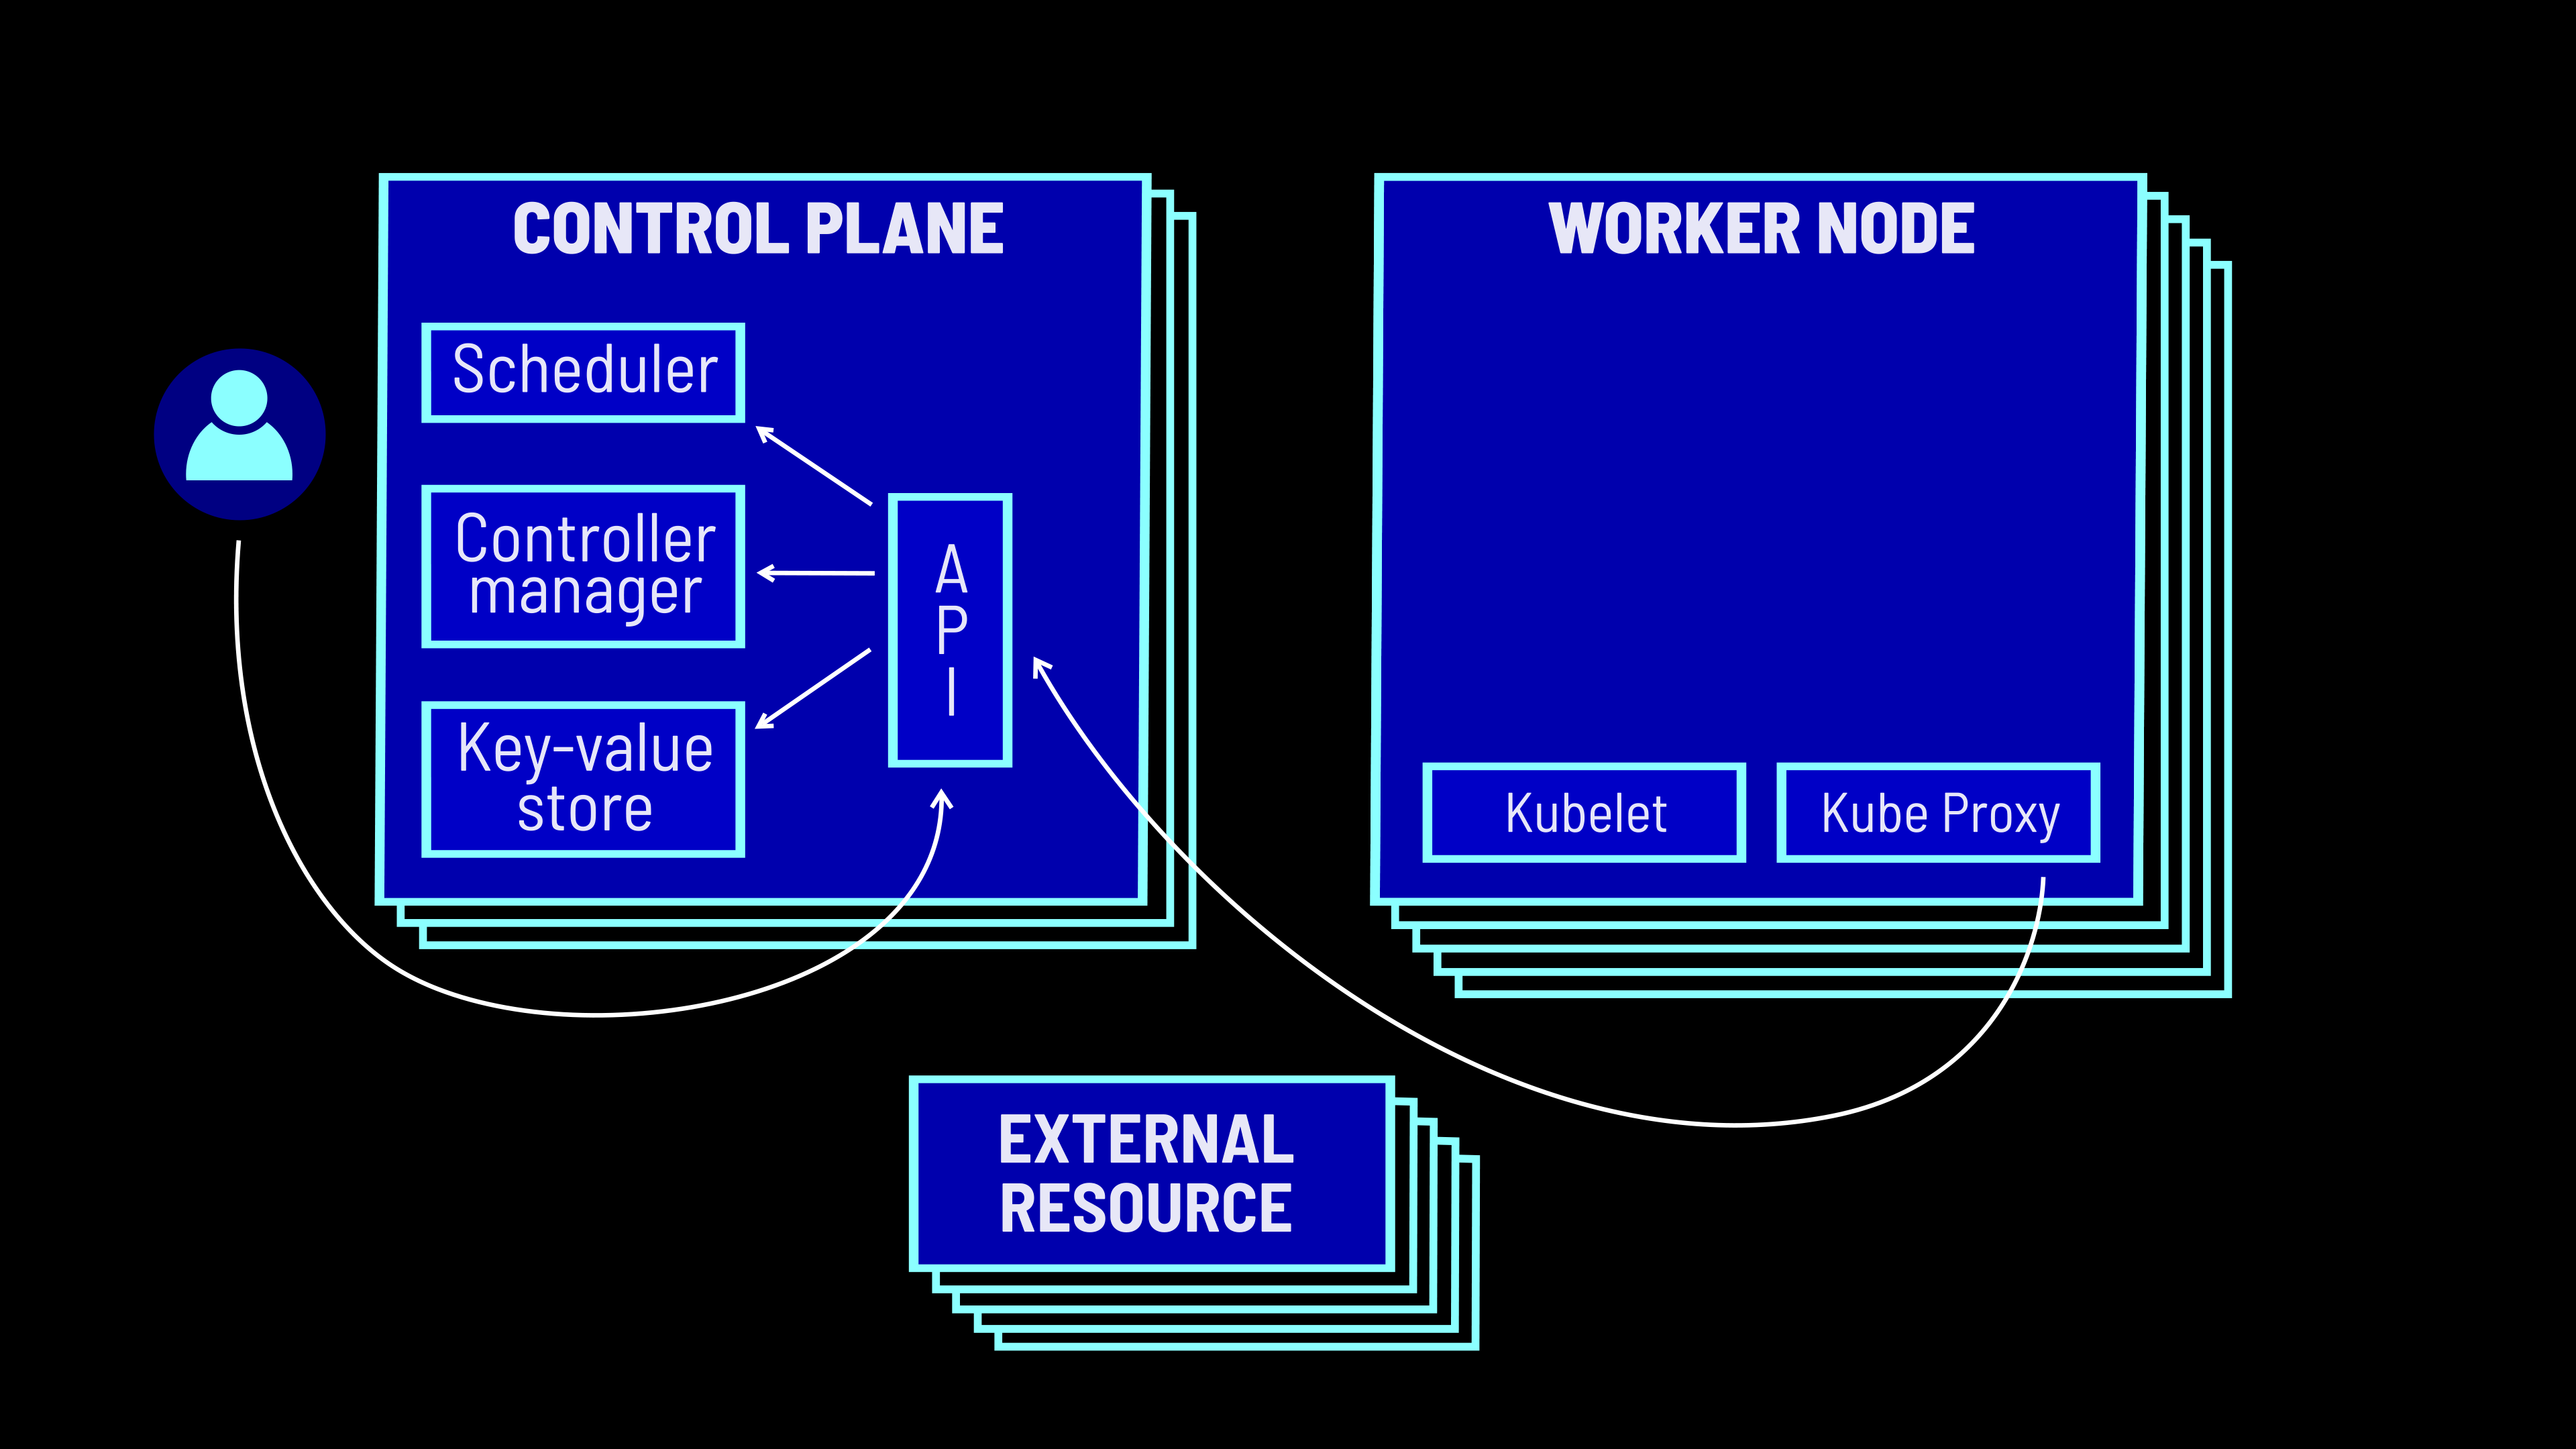 CONTROL PLANE
Scheduler
Controller
manager
Key-value
store
A
P
I
WORKER NODE
Kubelet
Kube Proxy
EXTERNAL
RESOURCE